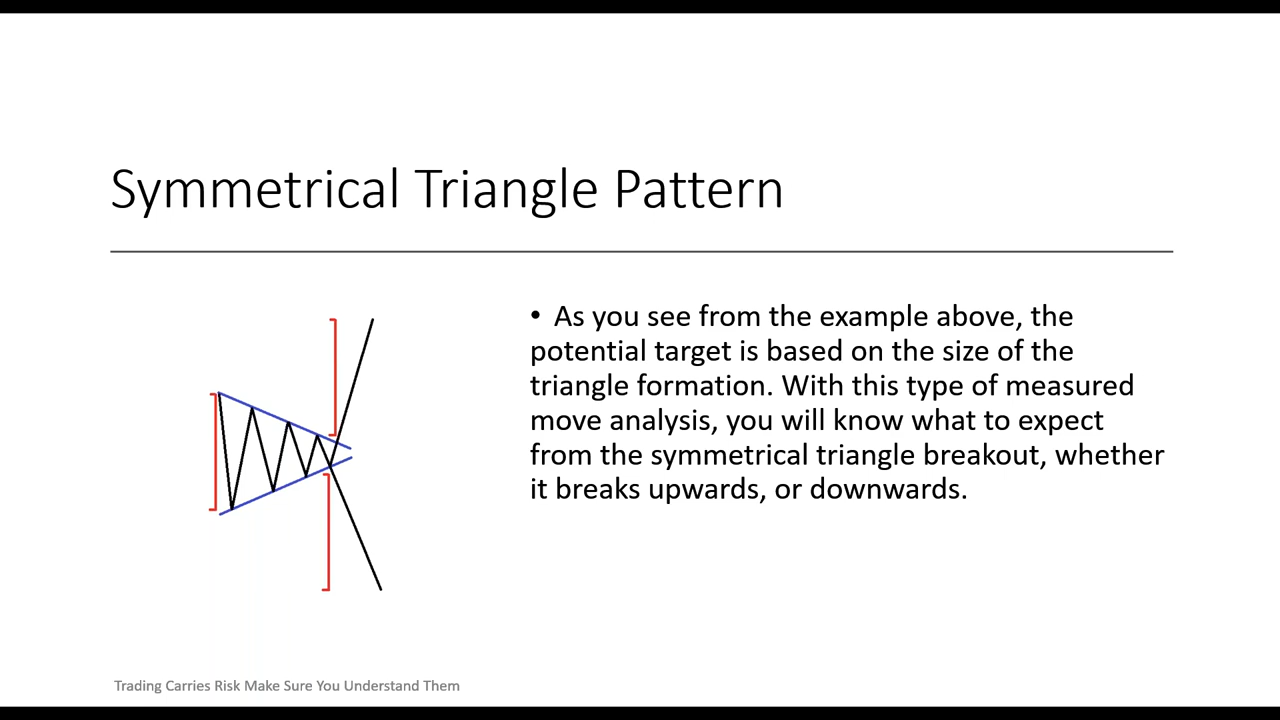 Symmetrical Triangle Pattern
• As you see from the example above, the
potential target is based on the size of the
triangle formation. With this type of measured
move analysis, you will know what to expect
from the symmetrical triangle breakout, whether
it breaks upwards, or downwards.
Trading Carries Risk Make Sure You Understand Them